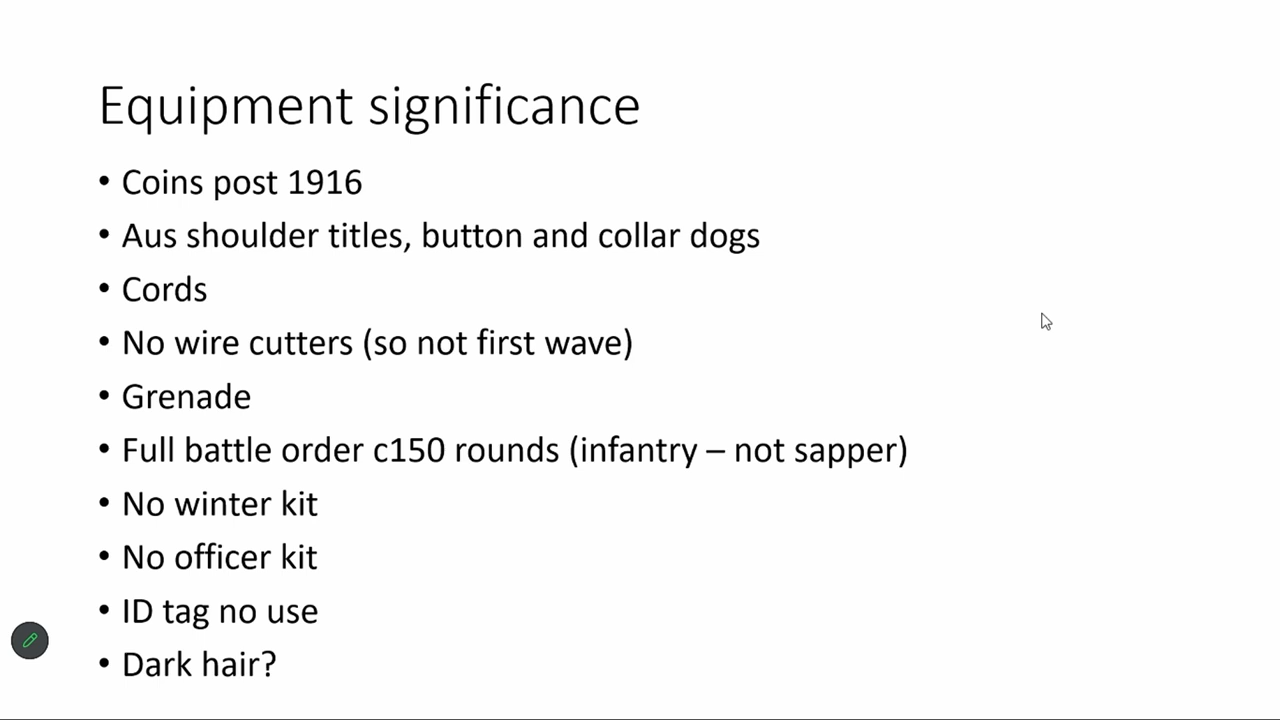 Equipment significance
• Coins post 1916
• Aus shoulder titles, button and collar dogs
• Cords
• No wire cutters (so not first wave)
• Grenade
• Full battle order c150 rounds (infantry – not sapper)
• No winter kit
• No officer kit
• ID tag no use
• Dark hair?